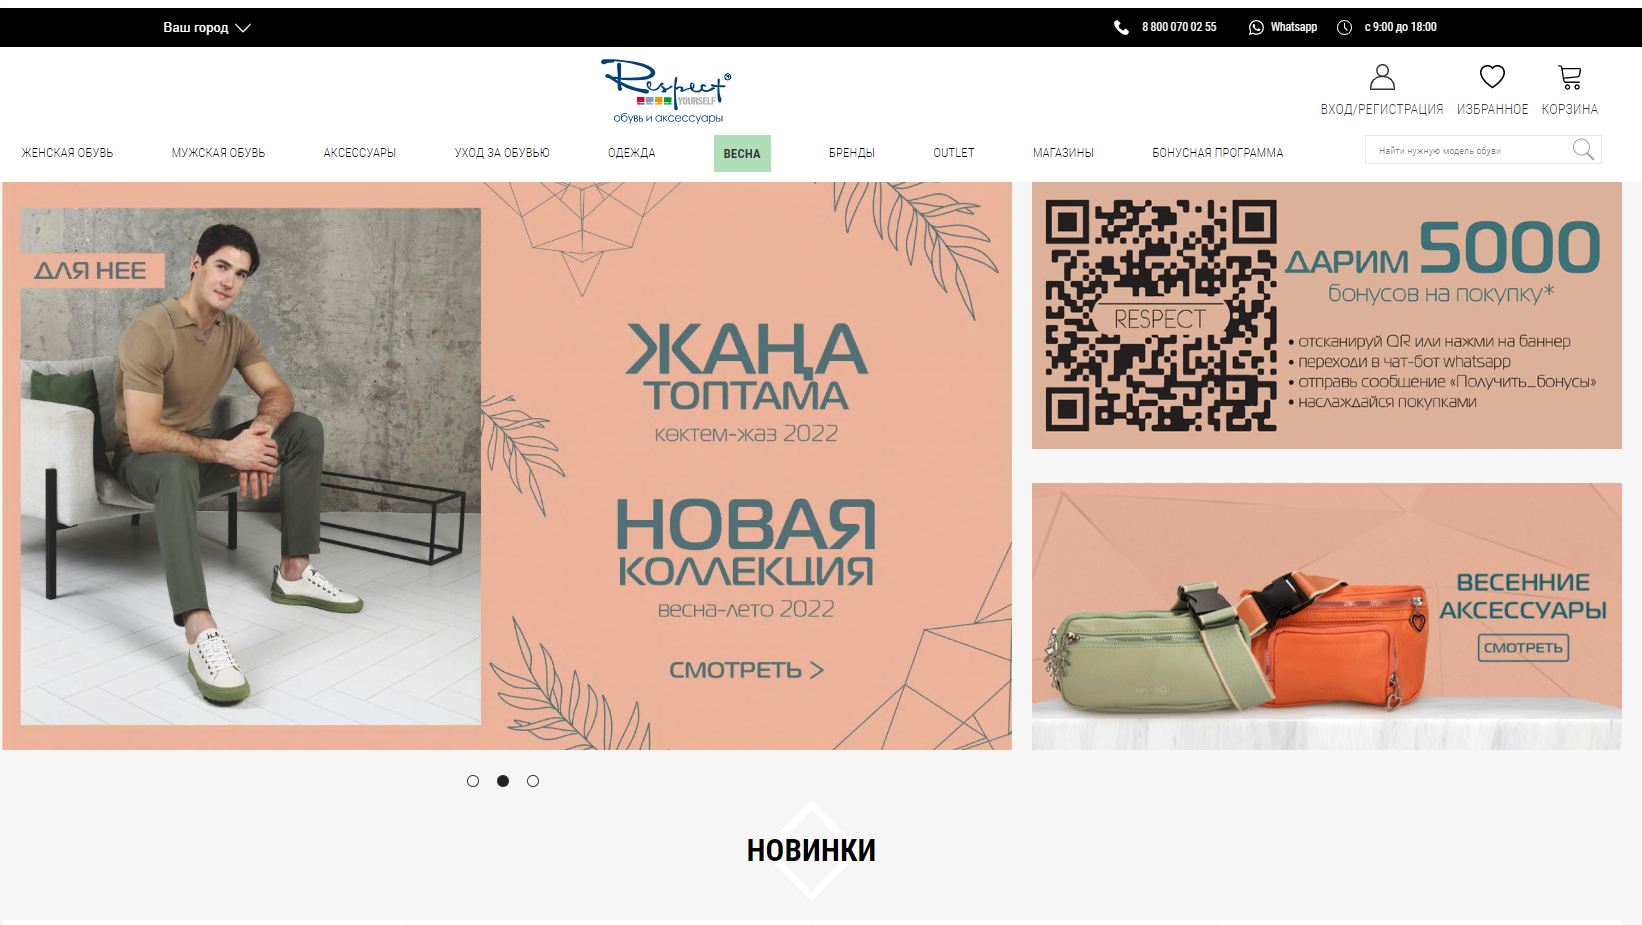 Ваш город
8 800 070 02 55
Whatsapp
с 9:00 до 18:00
Respect
YOURSELF
обувь и аксессуары
ВХОД/РЕГИСТРАЦИЯ
ИЗБРАННОЕ
КОРЗИНА
ЖЕНСКАЯ ОБУВЬ
МУЖСКАЯ ОБУВЬ
АКСЕССУАРЫ
УХОД ЗА ОБУВЬЮ
ОДЕЖДА
ВЕСНА
БРЕНДЫ
OUTLET
МАГАЗИНЫ
БОНУСНАЯ ПРОГРАММА
Найти нужную модель обуви
ДЛЯ НЕЕ
ЖАҢА
ТОПТАМА
көктем-жаз 2022
НОВАЯ
КОЛЛЕКЦИЯ
весна-лето 2022
СМОТРЕТЬ >
RESPECT
ДАРИМ 5000
бонусов на покупку*
• отсканируй QR или нажми на баннер
• переходи в чат-бот whatsapp
• отправь сообщение «Получить_бонусы»
• наслаждайся покупками
ВЕСЕННИЕ
АКСЕССУАРЫ
СМОТРЕТЬ
НОВИНКИ